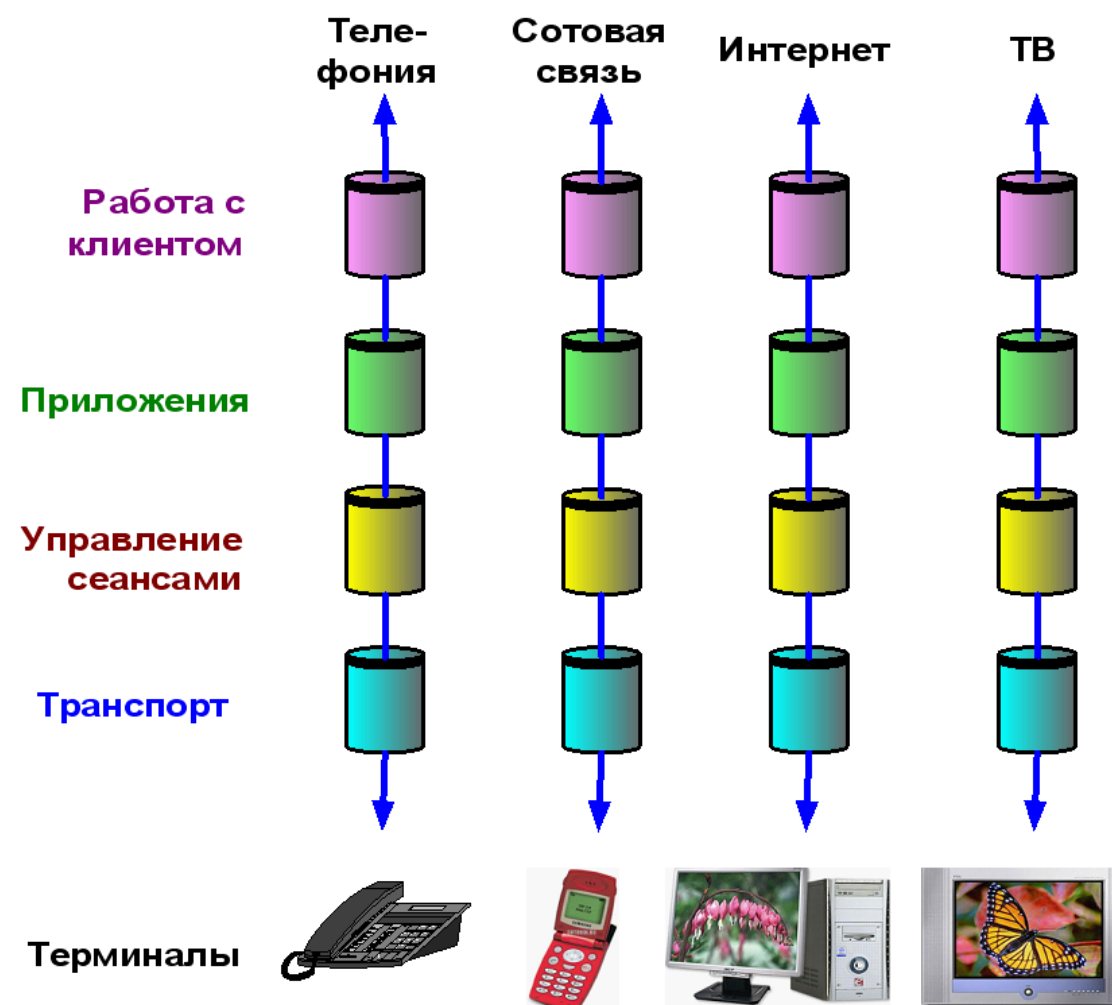 Теле-
фония
Сотовая
связь
Интернет
ТВ
Работа с
клиентом
Приложения
Управление
сеансами
Транспорт
Терминалы